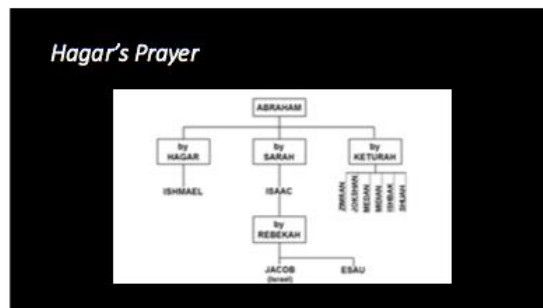 Hagar's Prayer
ABRAHAM
by
HAGAR
by
SARAH
by
KETURAH
ISHMAEL
ISAAC
ZIMRAN
JOKSHAN
MEDAN
MIDIAN
ISHBAK
SHUAH
by
REBEKAH
JACOB
(Israel)
ESAU